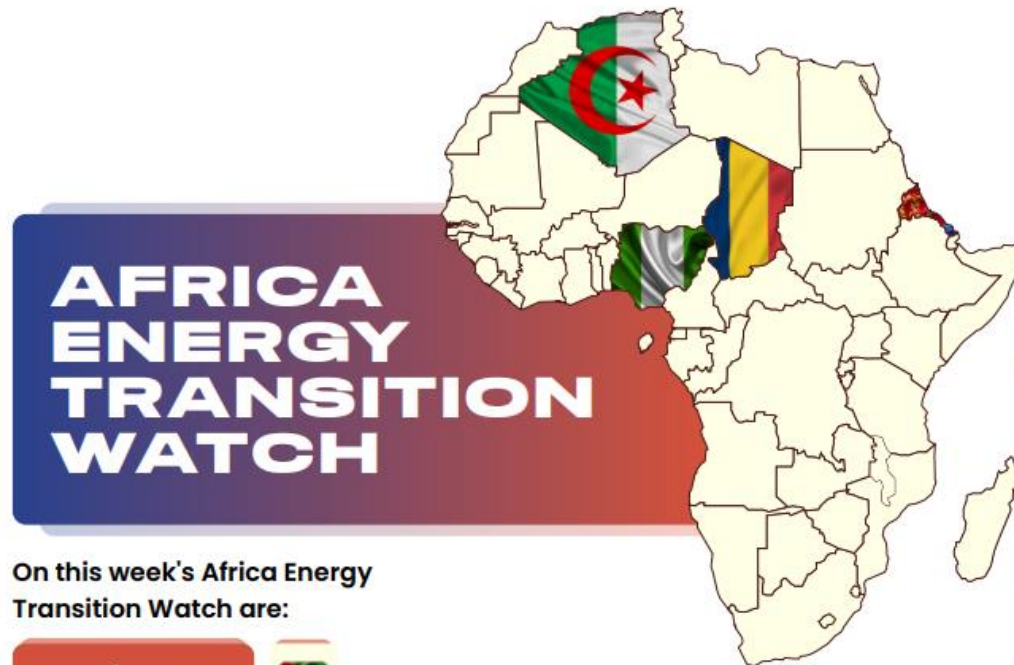 AFRICA
ENERGY
TRANSITION
WATCH
On this week's Africa Energy
Transition Watch are: